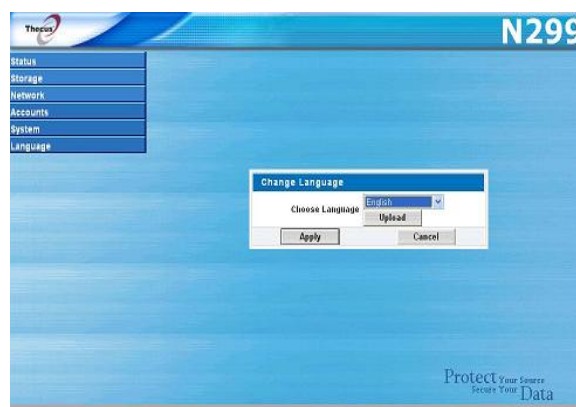 Thecus
N299
Status
Storage
Network
Accounts
System
Language
Change Language
Choose Language English
Upload
Apply Cancel
Protect Your Source
Secure Your Data